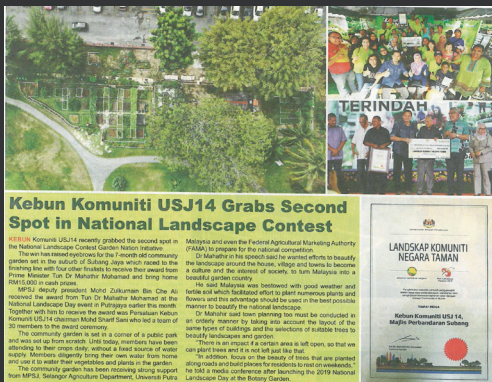 TERINDAH
Kebun Komuniti USJ14 Grabs Second
Spot in National Landscape Contest
KEBUN Komuniti USJ14 recently grabbed the second spot in
the National Landscape Contest Garden Nation Initiative.
The win has raised eyebrows for the 7-month old community
garden set in the suburb of Subang Jaya which raced to the
finishing line with four other finalists to receive their award from
Prime Minister Tun Dr Mahathir Mohamad and bring home
RM15,000 in cash prizes.
MPSJ deputy president Mohd Zulkurnain Bin Che Ali
received the award from Tun Dr Mahathir Mohamad at the
National Landscape Day event in Putrajaya earlier this month
Together with him to receive the award was Persatuan Kebun
Komuniti USJ14 chairman Mohd Sharif Sani who led a team of
30 members to the award ceremony.
The community garden is set in a corner of a public park
and was set up from scratch. Until today, members have been
attending to their crops daily, without a fixed source of water
supply. Members diligently bring their own water from home
and use it to water their vegetables and plants in the garden.
The community garden has been receiving strong support
from MPSJ, Selangor Agriculture Department, Universiti Putra
Malaysia and even the Federal Agricultural Marketing Authority
(FAMA) to prepare for the national competition.
Dr Mahathir in his speech said he wanted efforts to beautify
the landscape around the house, village and towns to become
a culture and the interest of society, to turn Malaysia into a
beautiful garden country.
He said Malaysia was bestowed with good weather and
fertile soil which facilitated effort to plant numerous plants and
flowers and this advantage should be used in the best possible
manner to beautify the national landscape.
Dr Mahathir said town planning too must be conducted in
an orderly manner by taking into account the layout of the
same types of buildings and the selections of suitable trees to
beautify landscapes and garden.
"There is an impact if a certain area is left open, so that we
can plant trees and it is not left just like that.
"In addition, focus on the beauty of trees that are planted
along roads and build places for residents to rest on weekends,"
he told a media conference after launching the 2019 National
Landscape Day at the Botany Garden.
LANDSKAP KOMUNITI
NEGARA TAMAN
Kebun Komuniti USJ 14,
Majlis Perbandaran Subang